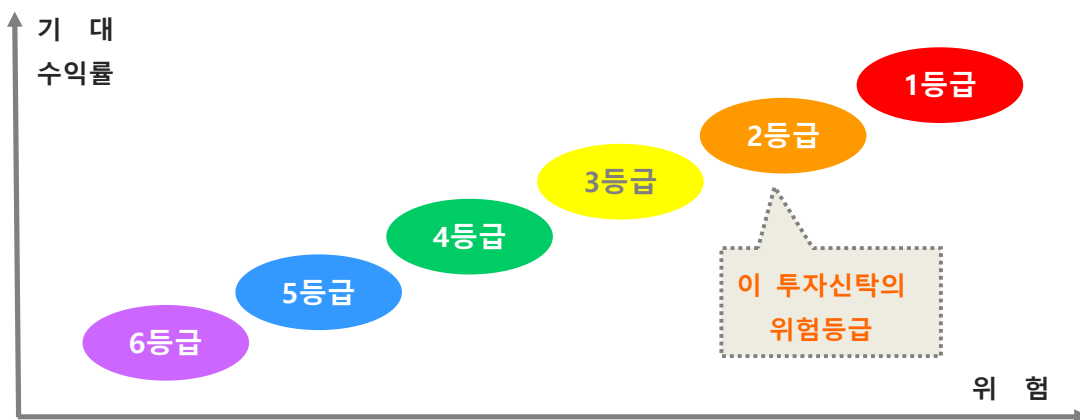 기 대
수익률
1등급
2등급
3등급
4등급
5등급
6등급
이 투자신탁의
위험등급
위 험